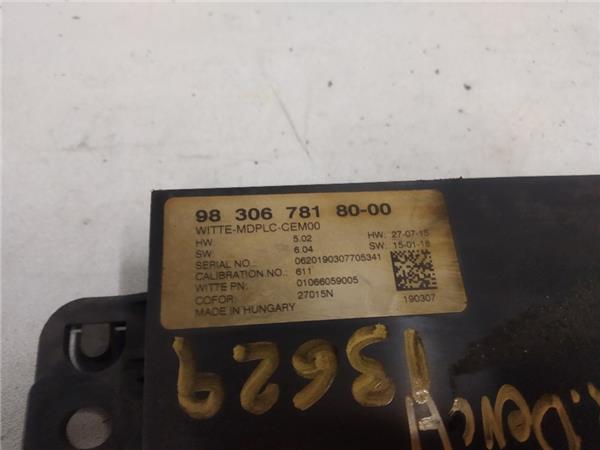 98 306 781 80-00
WITTE-MDPLC-CEM00
HW: 5.02 HW: 27-07-15
SW: 6.04 SW: 15-01-18
SERIAL NO.: 0620190307705341
CALIBRATION NO.: 611
WITTE PN: 01066059005
COFOR: 27015N
MADE IN HUNGARY
190307
13629